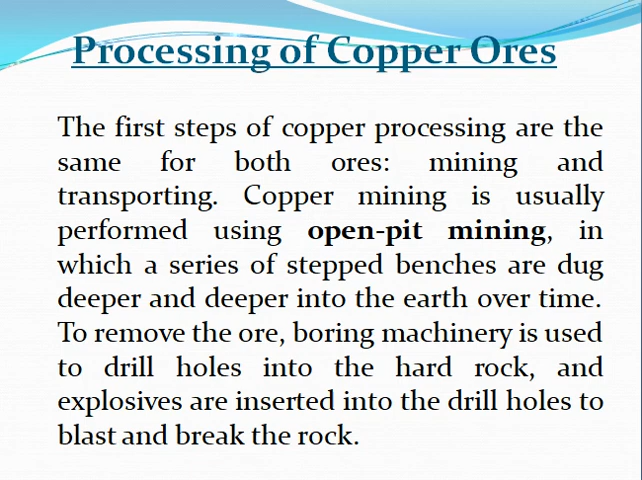 Processing of Copper Ores
The first steps of copper processing are the
same for both ores: mining and
transporting. Copper mining is usually
performed using open-pit mining, in
which a series of stepped benches are dug
deeper and deeper into the earth over time.
To remove the ore, boring machinery is used
to drill holes into the hard rock, and
explosives are inserted into the drill holes to
blast and break the rock.